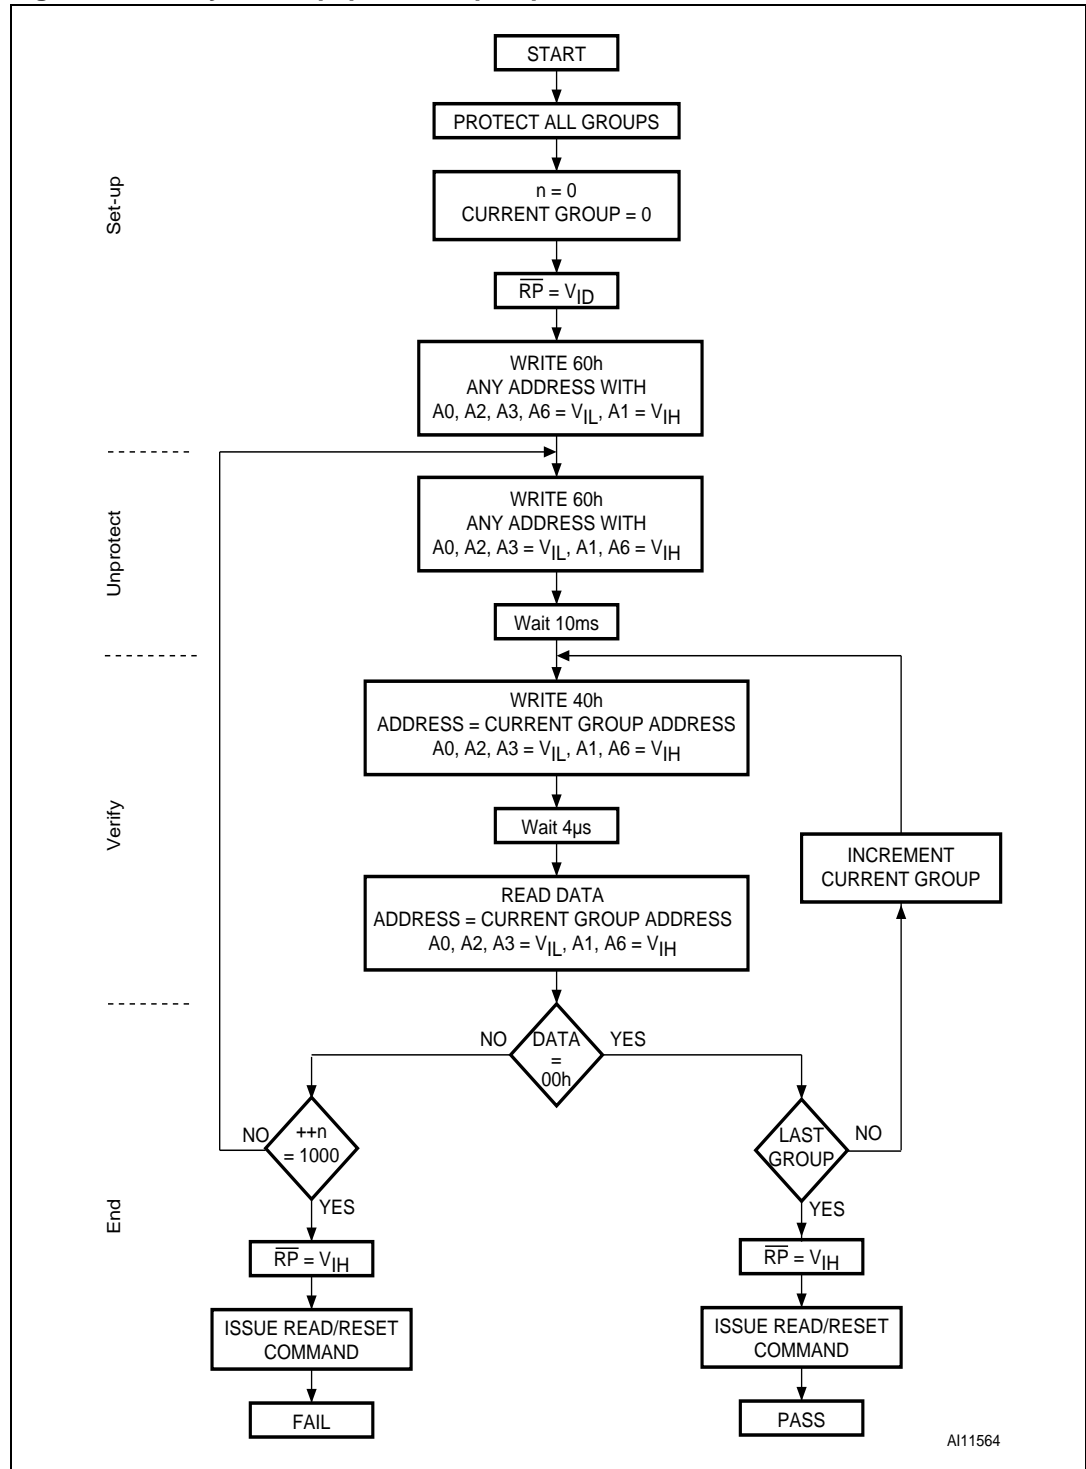 START
PROTECT ALL GROUPS
n = 0
CURRENT GROUP = 0
Set-up
RP = VID
WRITE 60h
ANY ADDRESS WITH
A0, A2, A3, A6 = VIL, A1 = VIH
Unprotect
WRITE 60h
ANY ADDRESS WITH
A0, A2, A3 = VIL, A1, A6 = VIH
Wait 10ms
Verify
WRITE 40h
ADDRESS = CURRENT GROUP ADDRESS
A0, A2, A3 = VIL, A1, A6 = VIH
Wait 4µs
INCREMENT
CURRENT GROUP
READ DATA
ADDRESS = CURRENT GROUP ADDRESS
A0, A2, A3 = VIL, A1, A6 = VIH
End
NO
DATA
=
00h
YES
NO
++n
= 1000
YES
LAST
GROUP
NO
YES
RP = VIH
RP = VIH
ISSUE READ/RESET
COMMAND
ISSUE READ/RESET
COMMAND
FAIL
PASS
AI11564